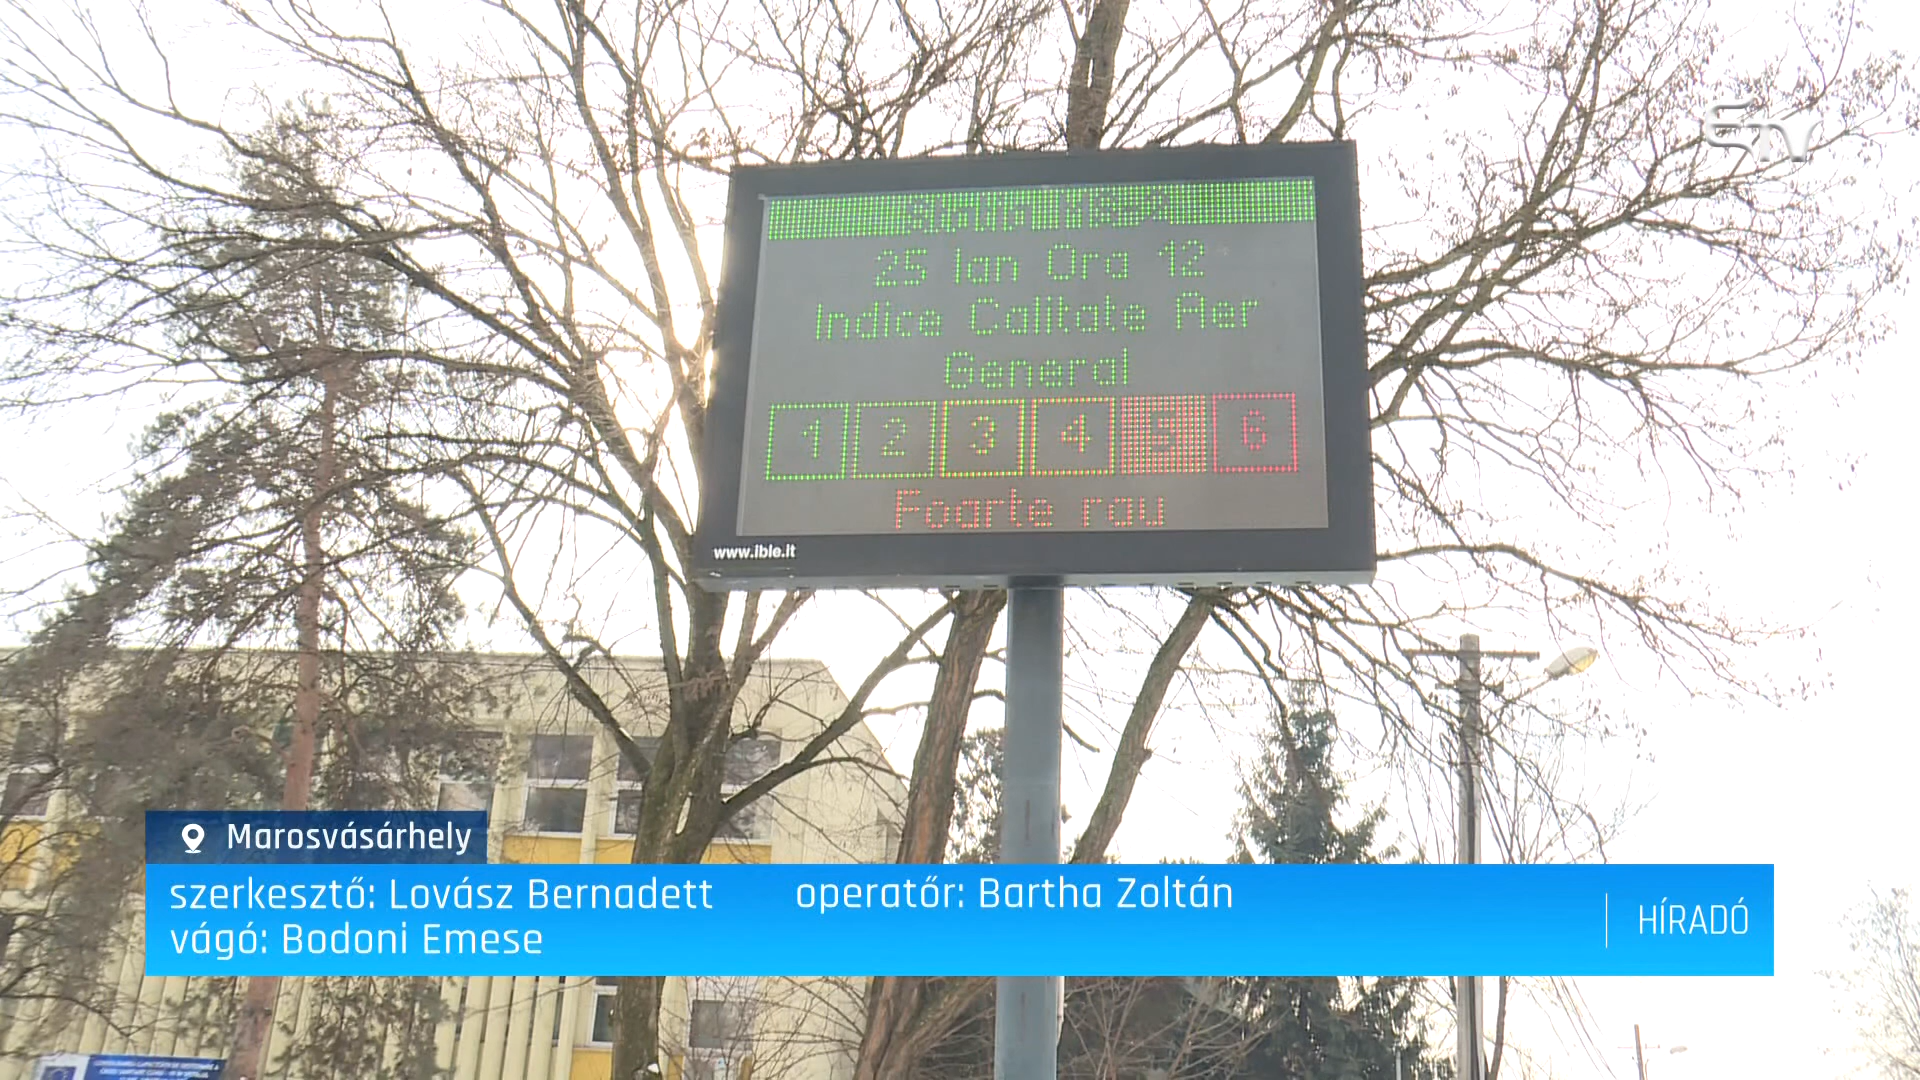 STV
25 Ian Ora 12
Indice Calitate Aer
General
1 2 3 4 5 6
Foarte rau
www.ible.it
Marosvásárhely
szerkesztő: Lovász Bernadett
operatőr: Bartha Zoltán
vágó: Bodoni Emese
HÍRADÓ